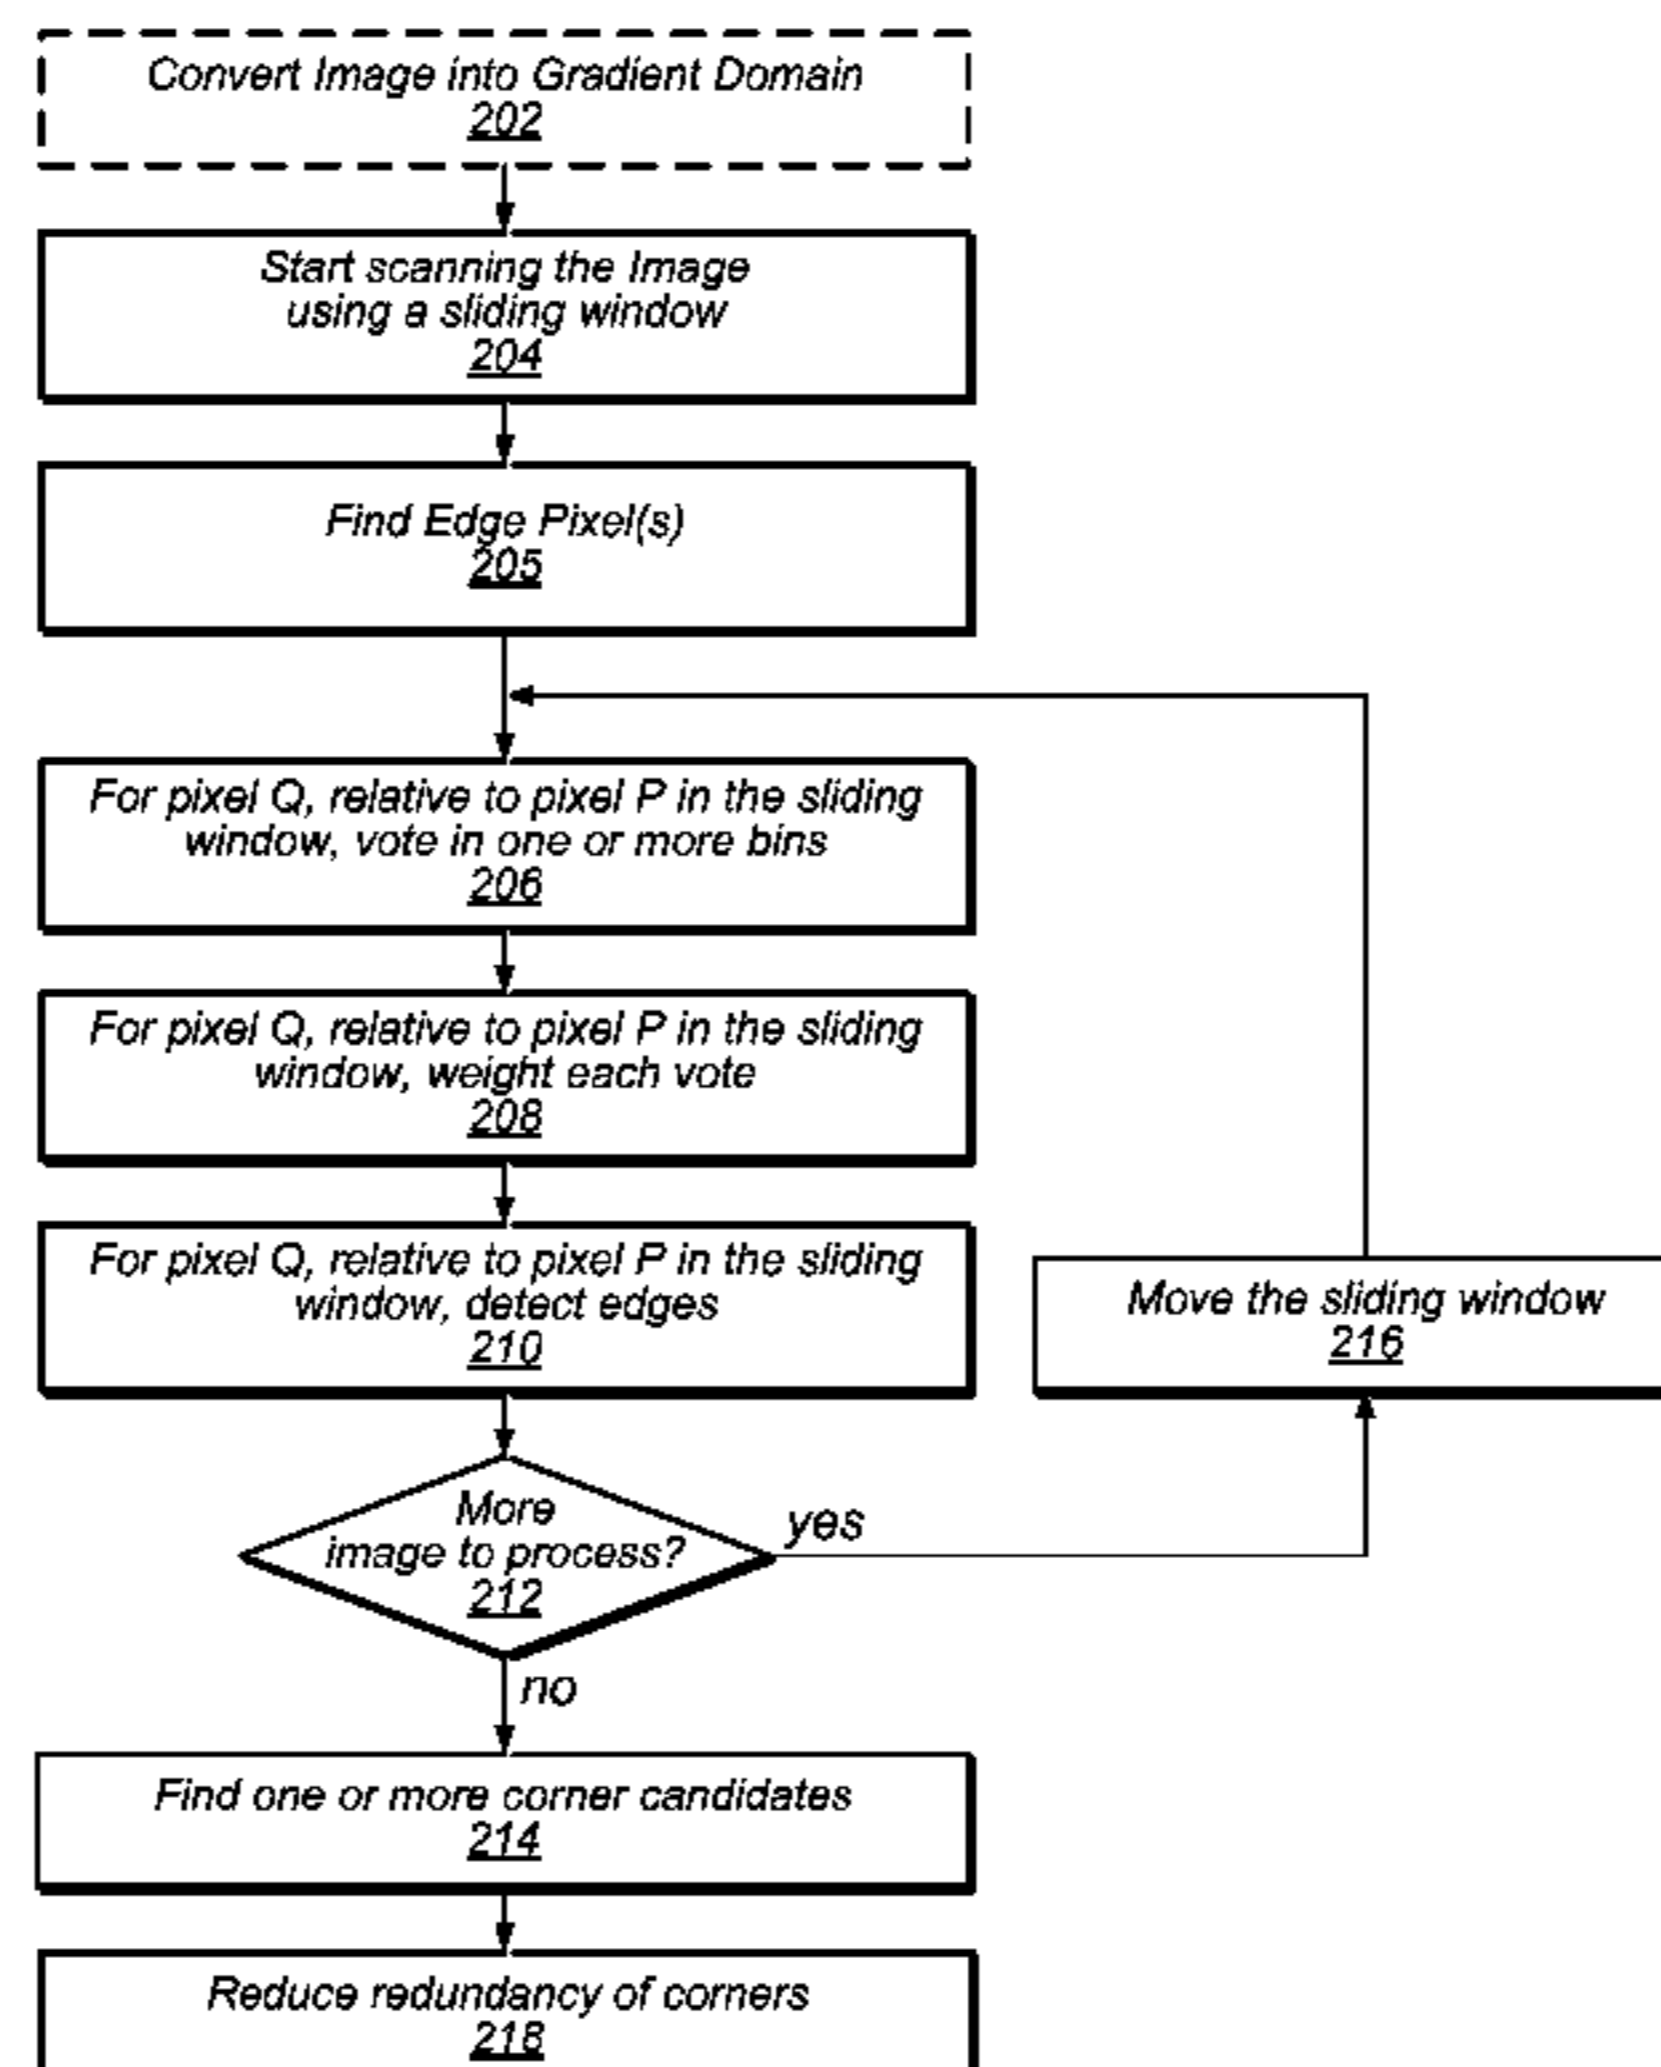 Convert Image into Gradient Domain
202
Start scanning the Image
using a sliding window
204
Find Edge Pixel(s)
205
For pixel Q, relative to pixel P in the sliding
window, vote in one or more bins
206
For pixel Q, relative to pixel P in the sliding
window, weight each vote
208
For pixel Q, relative to pixel P in the sliding
window, detect edges
210
Move the sliding window
216
More
image to process?
212
yes
no
Find one or more corner candidates
214
Reduce redundancy of corners
218